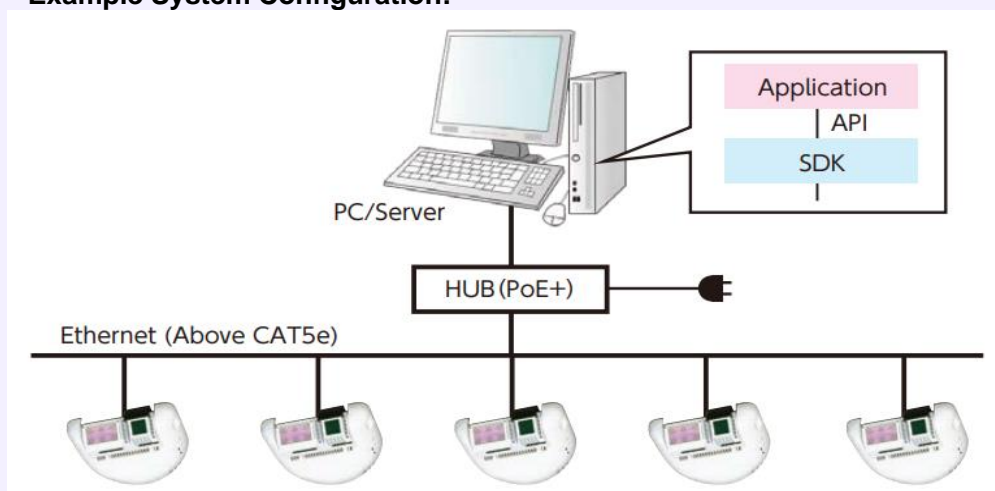 Example System Configuration:
Application
API
SDK
PC/Server
HUB(PoE+)
Ethernet (Above CAT5e)